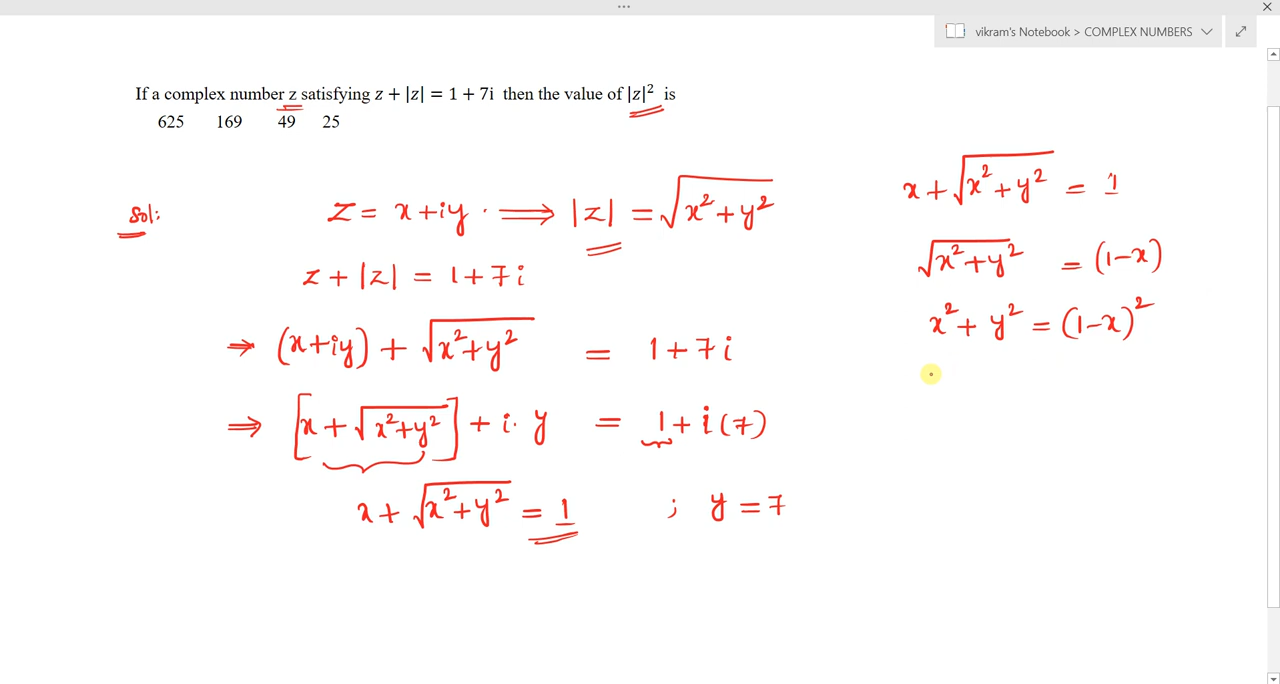 vikram's Notebook > COMPLEX NUMBERS
If a complex number z satisfying z + |z| = 1 + 7i then the value of |z|² is
625 169 49 25
Sol:
z = x+iy . ⟹ |z| = √(x²+y²)
z + |z| = 1+7i
⇒ (x+iy) + √(x²+y²) = 1+7i
⇒ [x + √(x²+y²)] + i. y = 1 + i(7)
x + √(x²+y²) = 1 ; y = 7
x + √(x²+y²) = 1
√(x²+y²) = (1-x)
x² + y² = (1-x)²